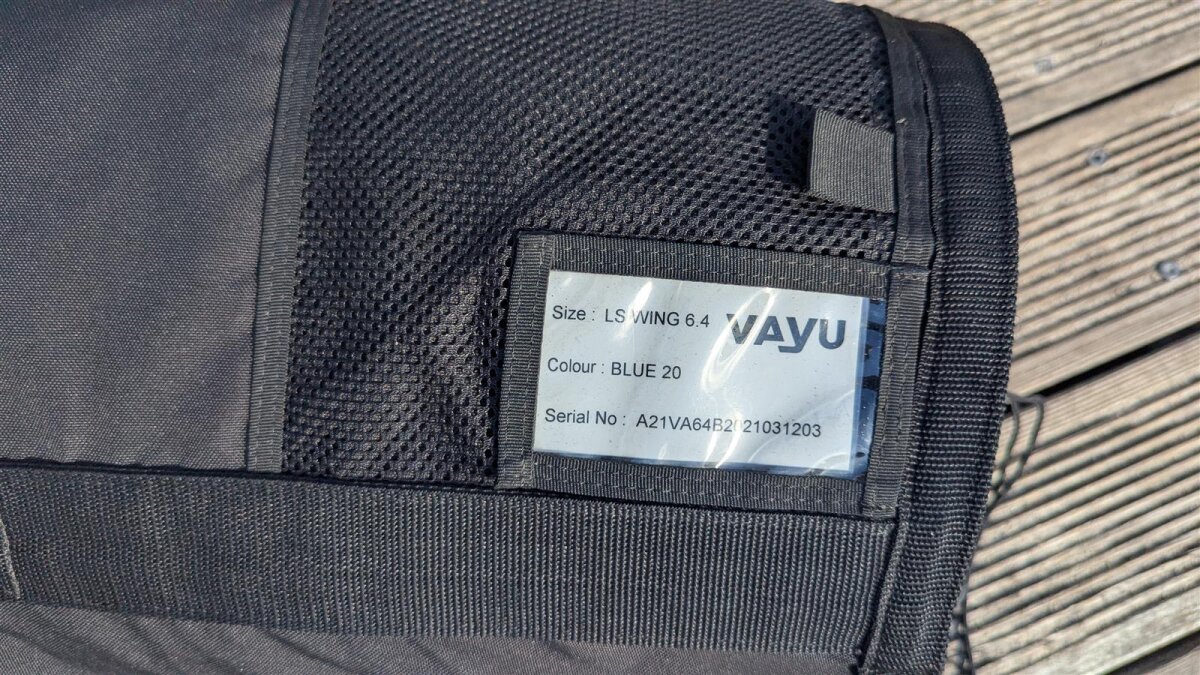 Size : LS WING 6.4 VAYU
Colour : BLUE 20
Serial No : A21VA64B2021031203